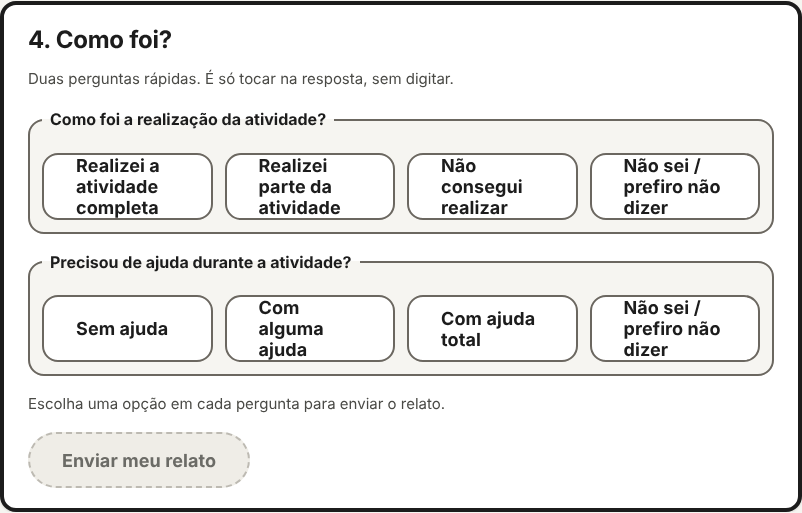 4. Como foi?
Duas perguntas rápidas. É só tocar na resposta, sem digitar.
Como foi a realização da atividade?
Realizei a
atividade
completa
Realizei
parte da
atividade
Não
consegui
realizar
Não sei /
prefiro não
dizer
Precisou de ajuda durante a atividade?
Sem ajuda
Com
alguma
ajuda
Com ajuda
total
Não sei /
prefiro não
dizer
Escolha uma opção em cada pergunta para enviar o relato.
Enviar meu relato